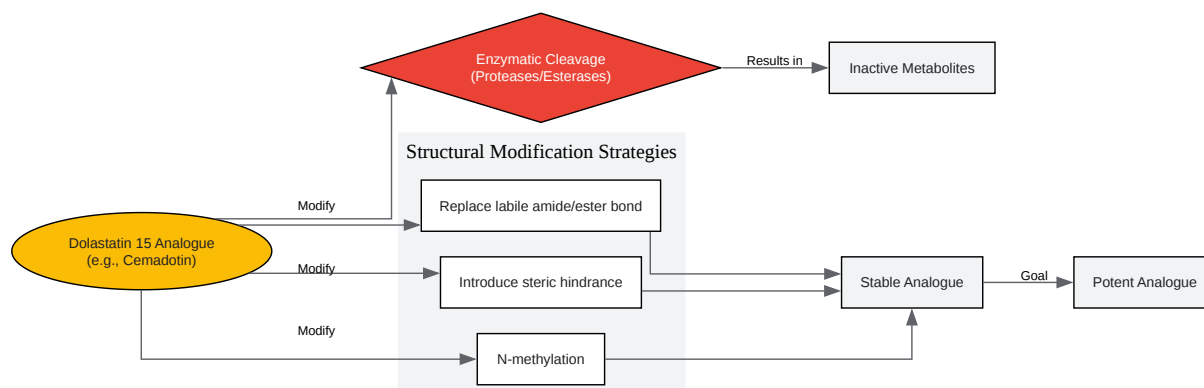 Enzymatic Cleavage
(Proteases/Esterases)
Results in
Inactive Metabolites
Structural Modification Strategies
Modify
Replace labile amide/ester bond
Dolastatin 15 Analogue
(e.g., Cemadotin)
Modify
Introduce steric hindrance
Stable Analogue
Goal
Potent Analogue
Modify
N-methylation